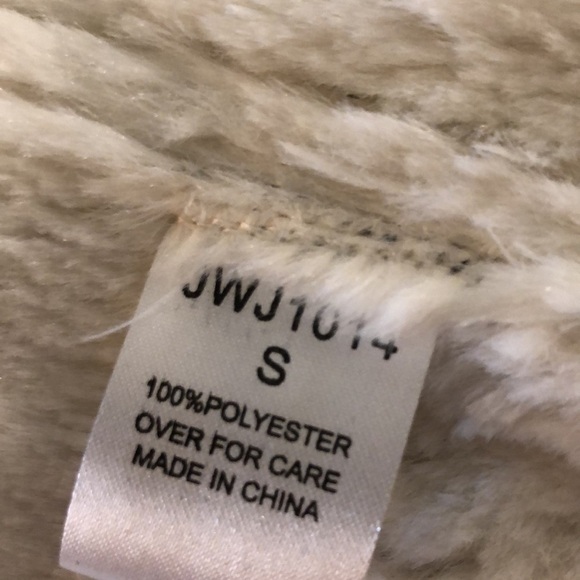 JWJ1014
S
100%POLYESTER
OVER FOR CARE
MADE IN CHINA